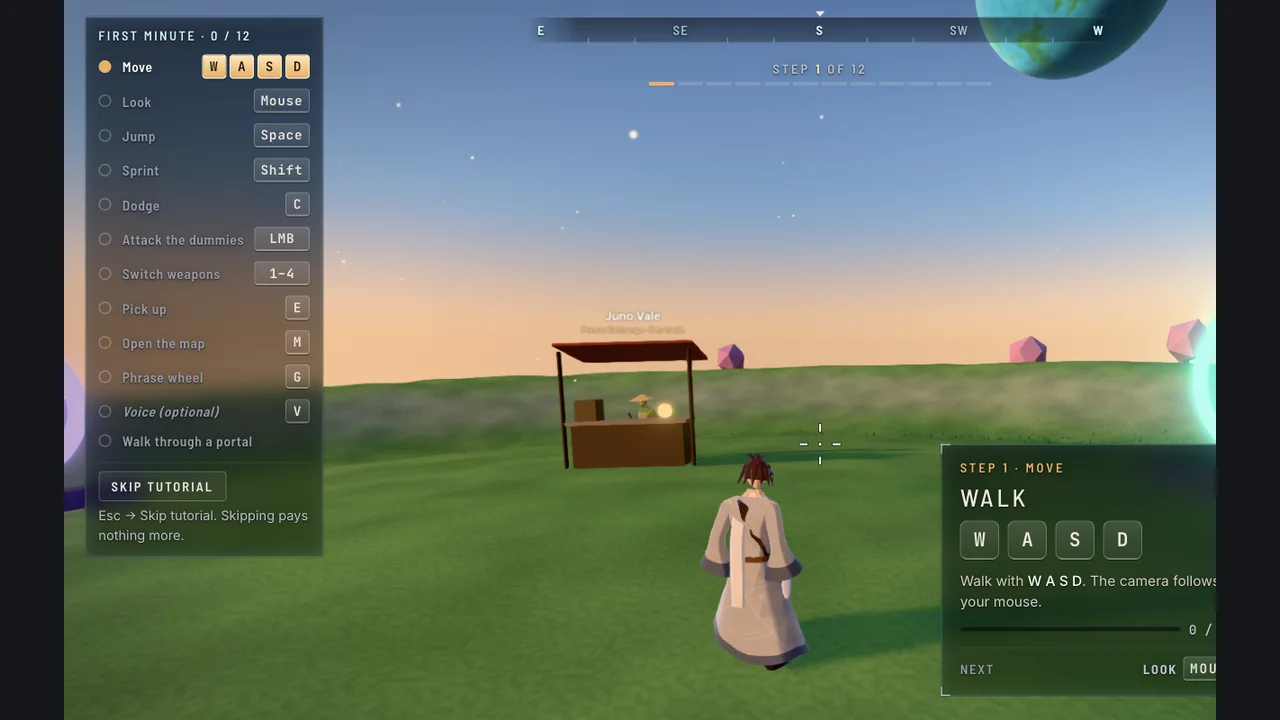 FIRST MINUTE · 0 / 12
Move W A S D
Look Mouse
Jump Space
Sprint Shift
Dodge C
Attack the dummies LMB
Switch weapons 1–4
Pick up E
Open the map M
Phrase wheel G
Voice (optional) V
Walk through a portal
SKIP TUTORIAL
Esc → Skip tutorial. Skipping pays
nothing more.
E SE S SW W
STEP 1 OF 12
Juno Vale
STEP 1 · MOVE
WALK
W A S D
Walk with W A S D. The camera follows
your mouse.
0 /
NEXT LOOK MOU